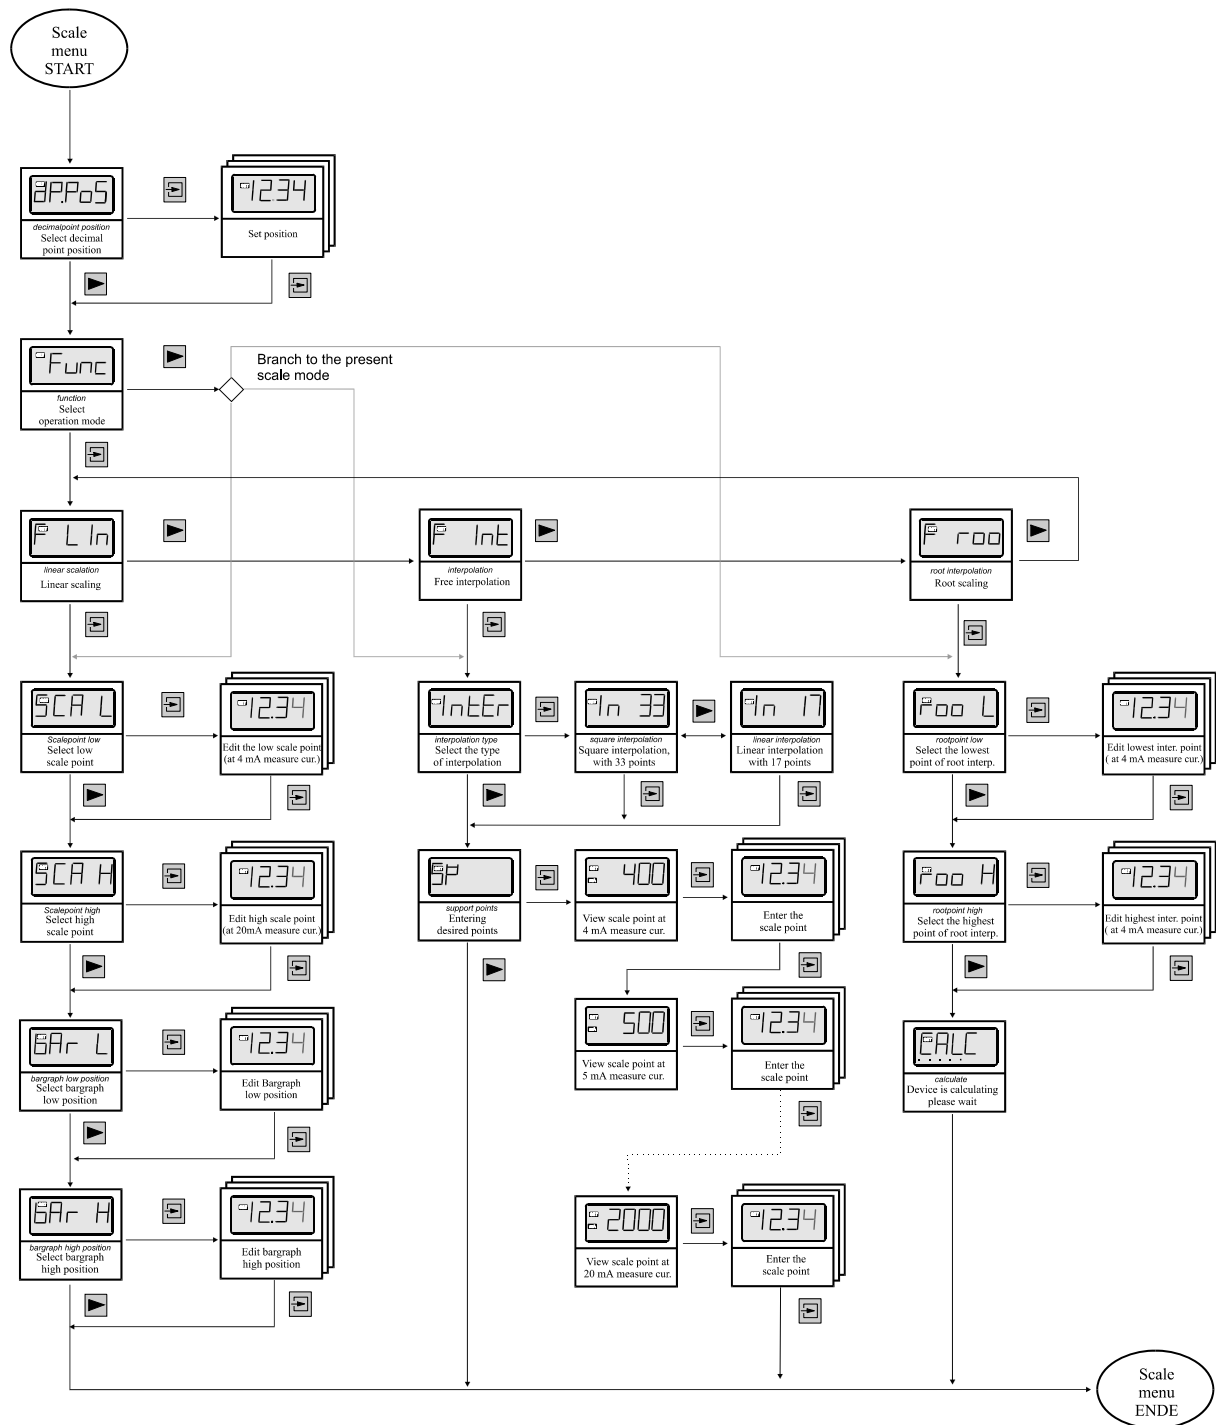 Scale
menu
START
dP.PoS
decimalpoint position
Select decimal
point position
12.34
Set position
Func
function
Select
operation mode
Branch to the present
scale mode
F LIn
linear scalation
Linear scaling
F Int
interpolation
Free interpolation
F roo
root interpolation
Root scaling
SCA L
Scalepoint low
Select low
scale point
12.34
Edit the low scale point
(at 4 mA measure cur.)
IntEr
interpolation type
Select the type
of interpolation
In 33
square interpolation
Square interpolation,
with 33 points
In 17
linear interpolation
Linear interpolation
with 17 points
roo L
rootpoint low
Select the lowest
point of root interp.
12.34
Edit lowest inter. point
( at 4 mA measure cur.)
SCA H
Scalepoint high
Select high
scale point
12.34
Edit high scale point
(at 20mA measure cur.)
SP
support points
Entering
desired points
400
View scale point at
4 mA measure cur.
12.34
Enter the
scale point
roo H
rootpoint high
Select the highest
point of root interp.
12.34
Edit highest inter. point
( at 4 mA measure cur.)
bAr L
bargraph low position
Select bargraph
low position
12.34
Edit Bargraph
low position
500
View scale point at
5 mA measure cur.
12.34
Enter the
scale point
CALC
calculate
Device is calculating
please wait
bAr H
bargraph high position
Select bargraph
high position
12.34
Edit bargraph
high position
2000
View scale point at
20 mA measure cur.
12.34
Enter the
scale point
Scale
menu
ENDE